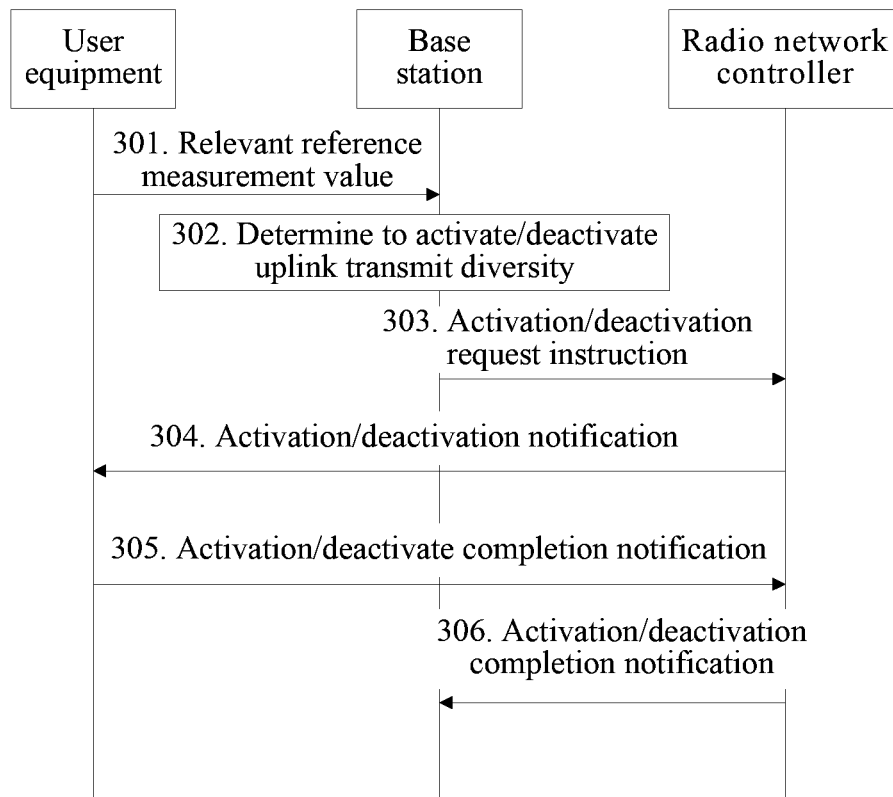 User
equipment
Base
station
Radio network
controller
301. Relevant reference
measurement value
302. Determine to activate/deactivate
uplink transmit diversity
303. Activation/deactivation
request instruction
304. Activation/deactivation notification
305. Activation/deactivate completion notification
306. Activation/deactivation
completion notification